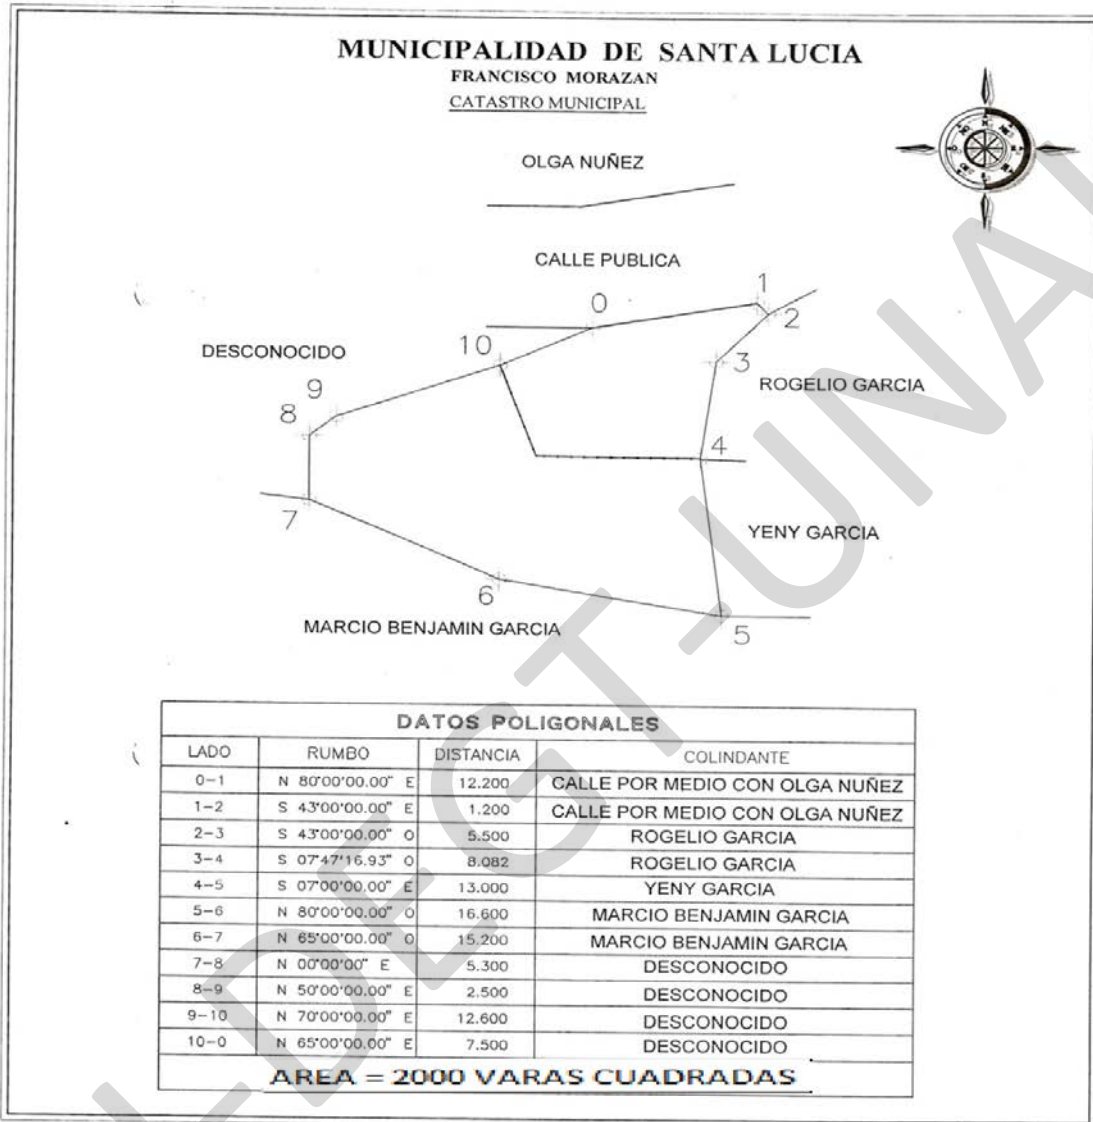 MUNICIPALIDAD DE SANTA LUCIA
FRANCISCO MORAZAN
CATASTRO MUNICIPAL
OLGA NUÑEZ
CALLE PUBLICA
0
1
2
10
3
DESCONOCIDO
9
ROGELIO GARCIA
8
4
7
YENY GARCIA
6
MARCIO BENJAMIN GARCIA
5
DATOS POLIGONALES
LADO RUMBO DISTANCIA COLINDANTE
0-1 N 80°00'00.00" E 12.200 CALLE POR MEDIO CON OLGA NUÑEZ
1-2 S 43°00'00.00" E 1.200 CALLE POR MEDIO CON OLGA NUÑEZ
2-3 S 43°00'00.00" O 5.500 ROGELIO GARCIA
3-4 S 07°47'16.93" O 8.082 ROGELIO GARCIA
4-5 S 07°00'00.00" E 13.000 YENY GARCIA
5-6 N 80°00'00.00" O 16.600 MARCIO BENJAMIN GARCIA
6-7 N 65°00'00.00" O 15.200 MARCIO BENJAMIN GARCIA
7-8 N 00°00'00" E 5.300 DESCONOCIDO
8-9 N 50°00'00.00" E 2.500 DESCONOCIDO
9-10 N 70°00'00.00" E 12.600 DESCONOCIDO
10-0 N 65°00'00.00" E 7.500 DESCONOCIDO
AREA = 2000 VARAS CUADRADAS